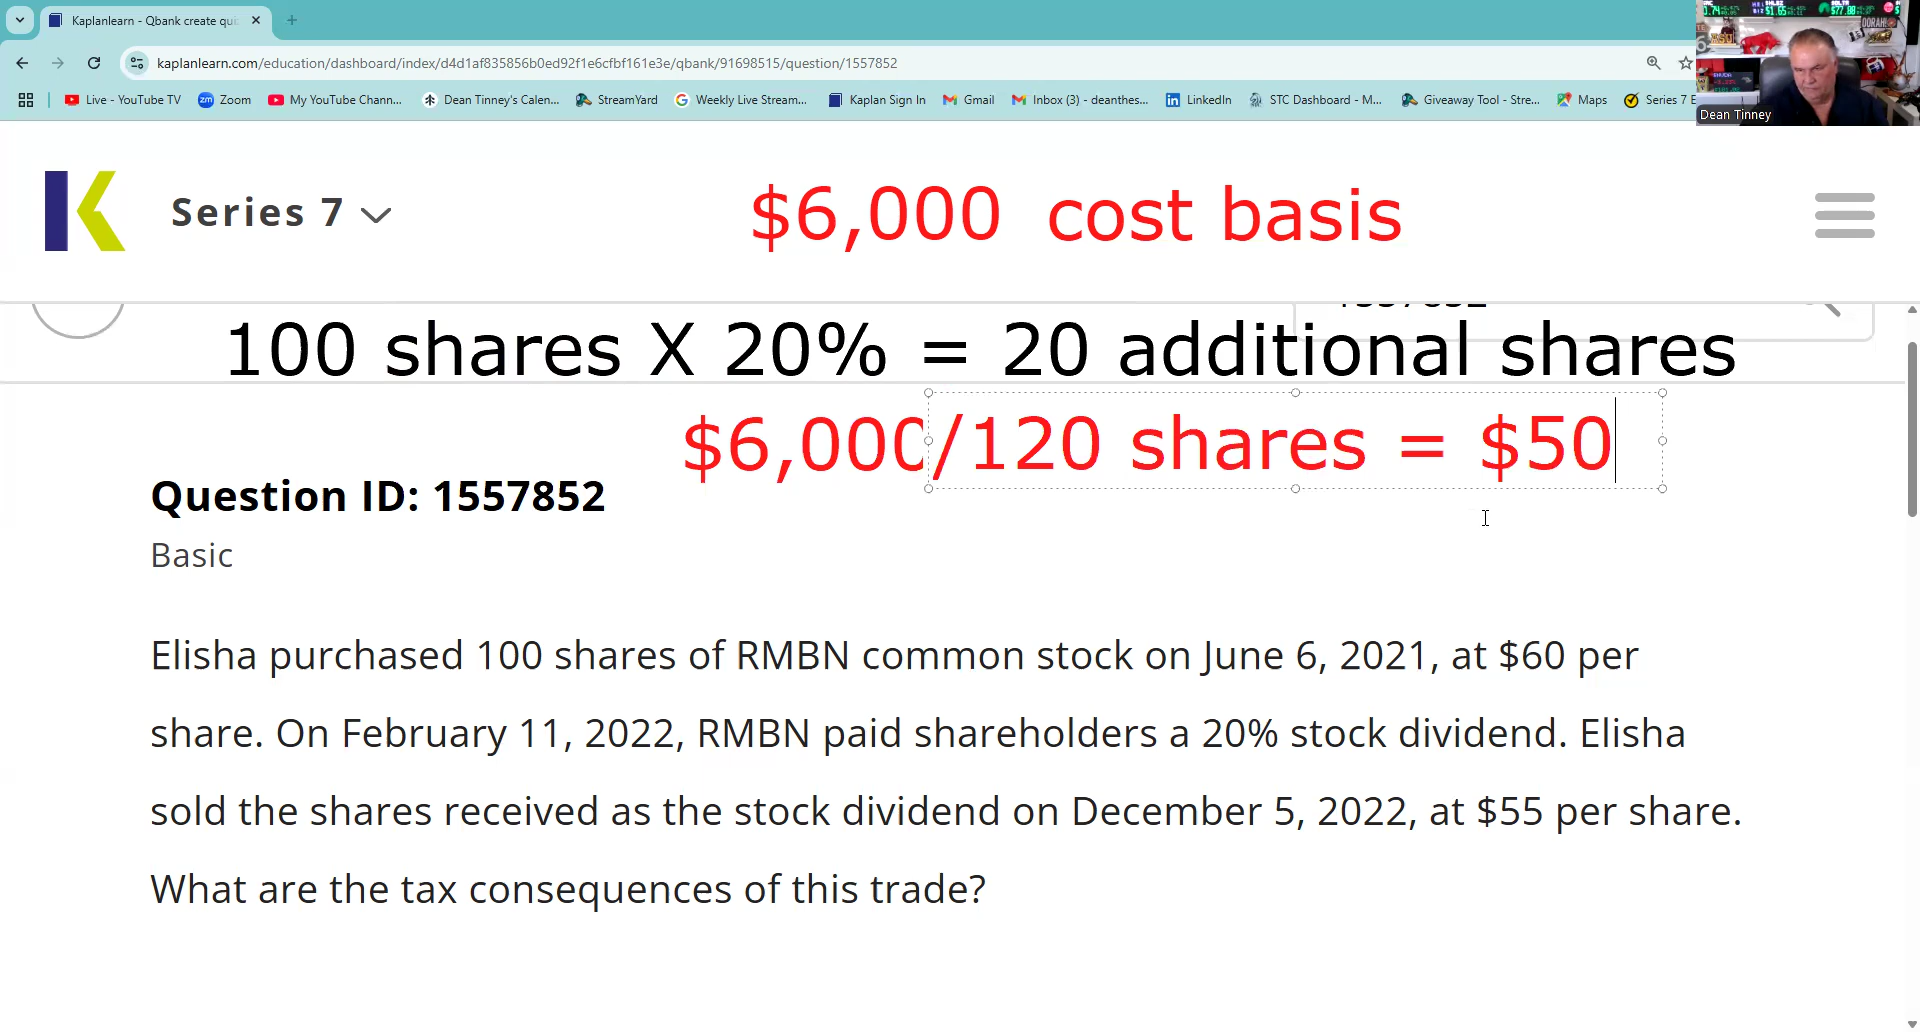 Kaplanlearn - Qbank create qui
kaplanlearn.com/education/dashboard/index/d4d1af835856b0ed92f1e6cfbf161e3e/qbank/91698515/question/1557852
Live - YouTube TV
Zoom
My YouTube Chann...
Dean Tinney's Calen...
StreamYard
Weekly Live Stream...
Kaplan Sign In
Gmail
Inbox (3) - deanthes...
LinkedIn
STC Dashboard - M...
Giveaway Tool - Stre...
Maps
Series 7 E
Dean Tinney
Series 7
$6,000 cost basis
100 shares X 20% = 20 additional shares
$6,000/120 shares = $50
Question ID: 1557852
Basic
Elisha purchased 100 shares of RMBN common stock on June 6, 2021, at $60 per
share. On February 11, 2022, RMBN paid shareholders a 20% stock dividend. Elisha
sold the shares received as the stock dividend on December 5, 2022, at $55 per share.
What are the tax consequences of this trade?